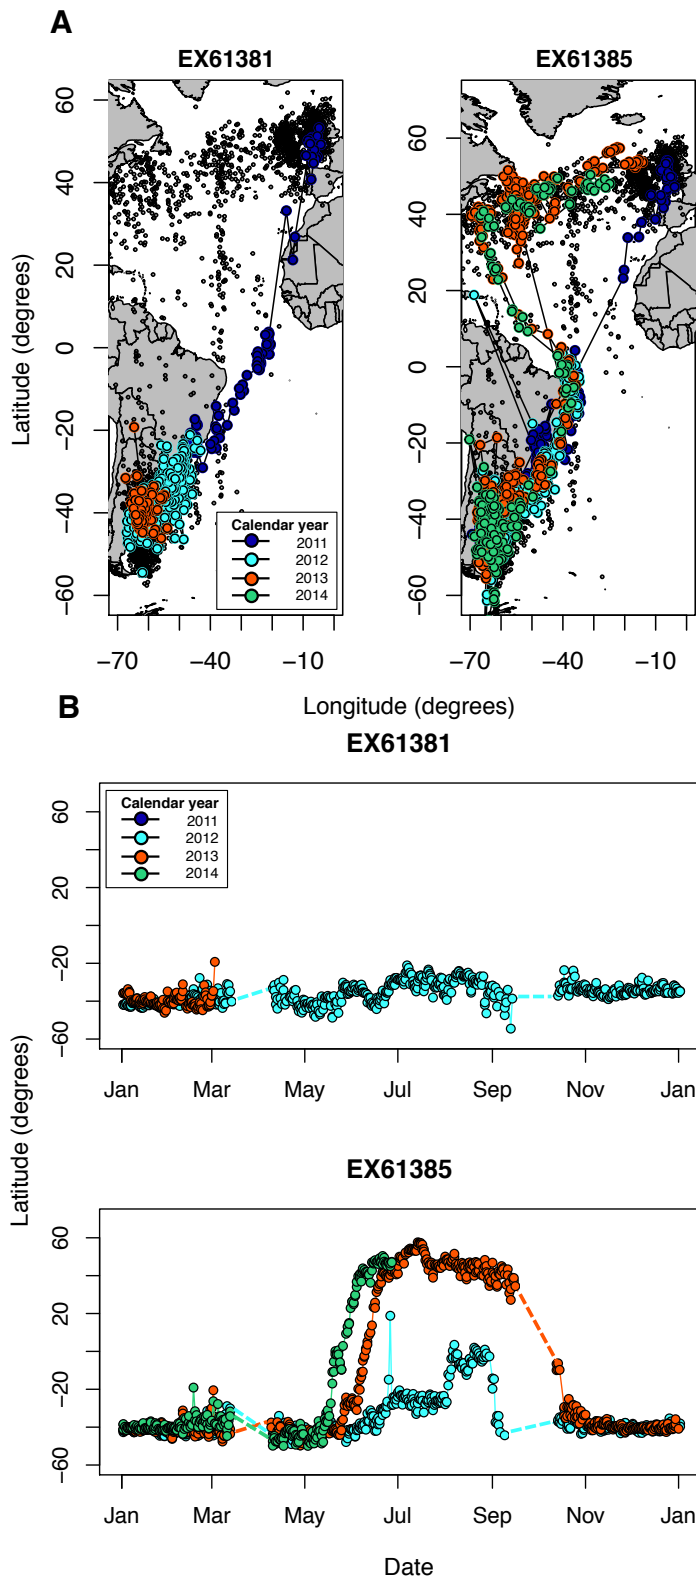 A
EX61381
EX61385
Latitude (degrees)
60
40
20
0
−20
−40
−60
60
40
20
0
−20
−40
−60
Calendar year
2011
2012
2013
2014
−70
−40
−10
−70
−40
−10
Longitude (degrees)
B
EX61381
Calendar year
2011
2012
2013
2014
60
20
−20
−60
Jan
Mar
May
Jul
Sep
Nov
Jan
Latitude (degrees)
EX61385
60
20
−20
−60
Jan
Mar
May
Jul
Sep
Nov
Jan
Date